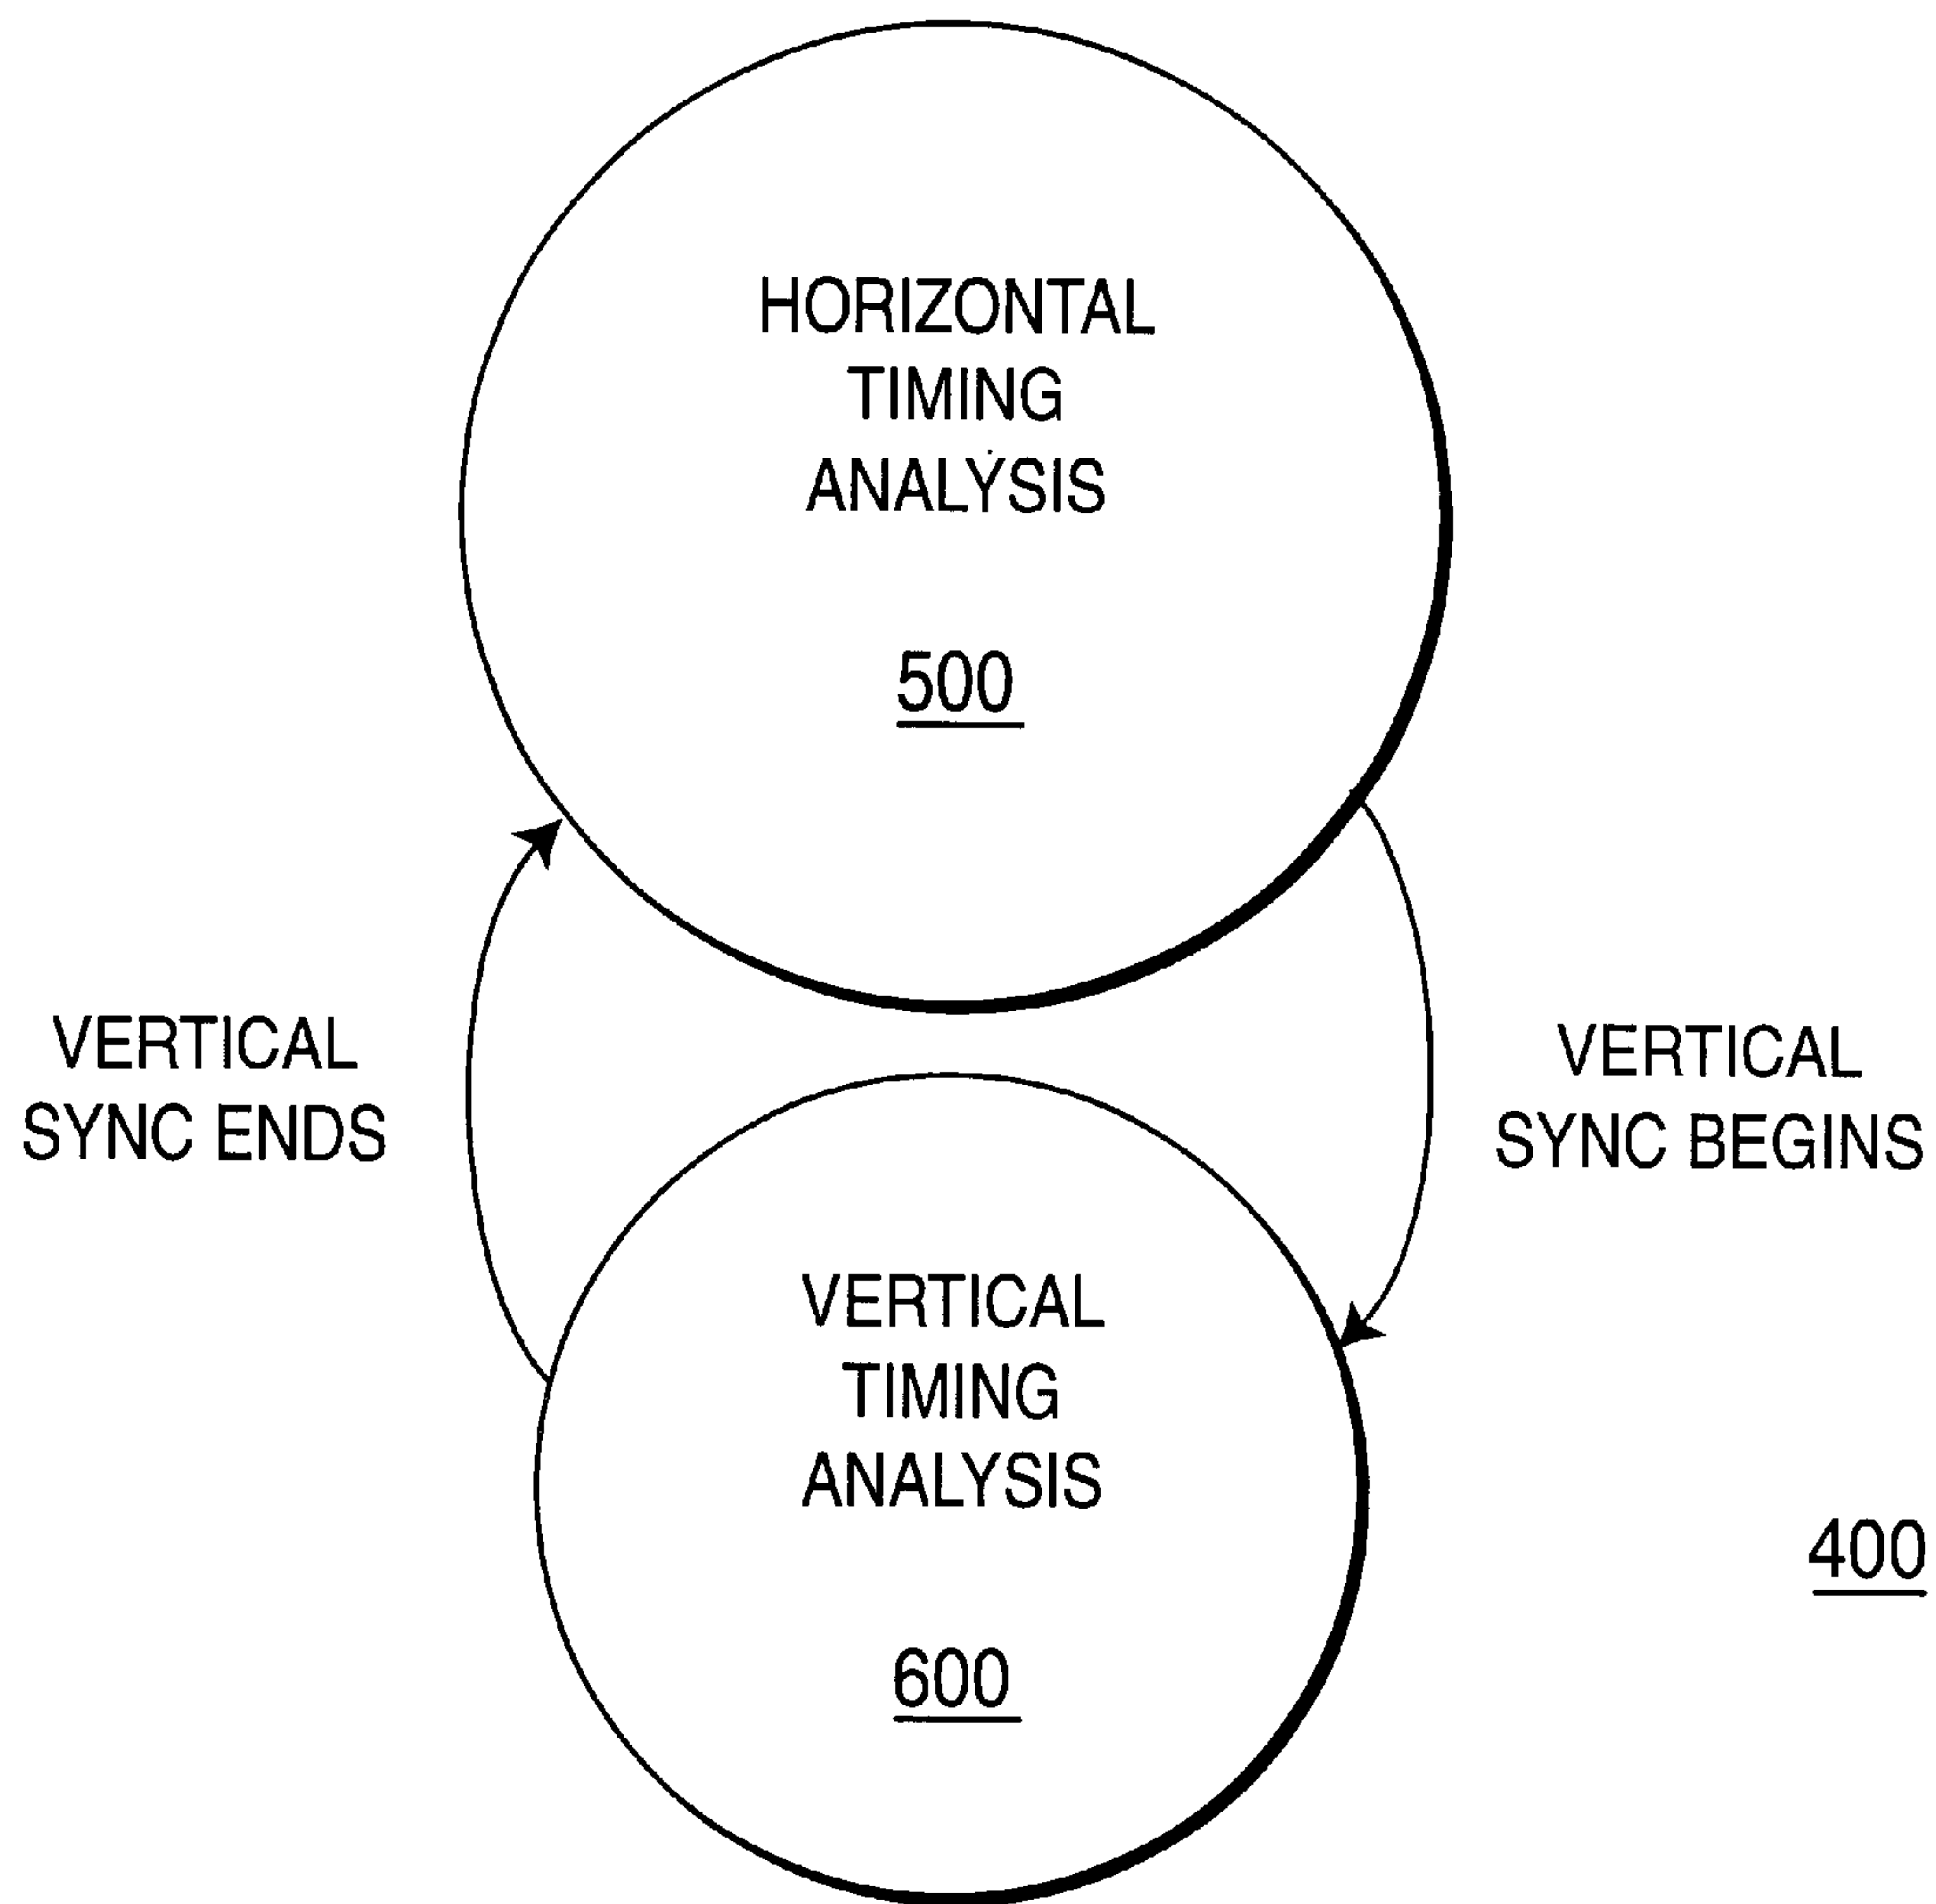 HORIZONTAL
TIMING
ANALYSIS
500
VERTICAL
SYNC ENDS
VERTICAL
SYNC BEGINS
VERTICAL
TIMING
ANALYSIS
600
400